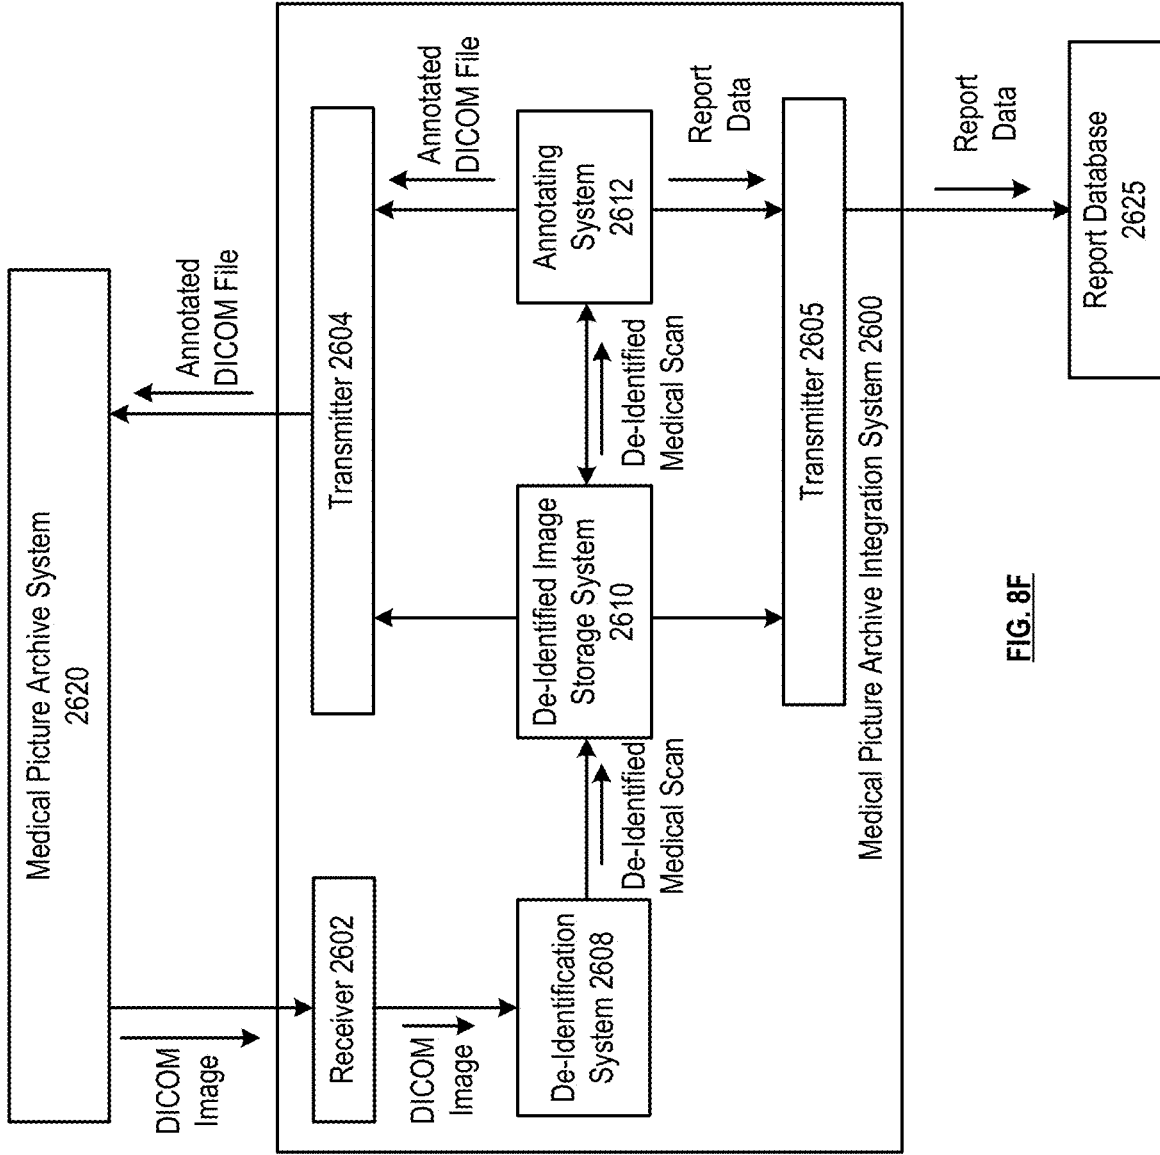 Medical Picture Archive System
2620
DICOM
Image
Annotated
DICOM File
Receiver 2602
Transmitter 2604
DICOM
Image
Annotated
DICOM File
De-Identification
System 2608
De-Identified
Medical Scan
De-Identified Image
Storage System
2610
De-Identified
Medical Scan
Annotating
System
2612
Report
Data
Transmitter 2605
Medical Picture Archive Integration System 2600
Report
Data
Report Database
2625
FIG. 8F